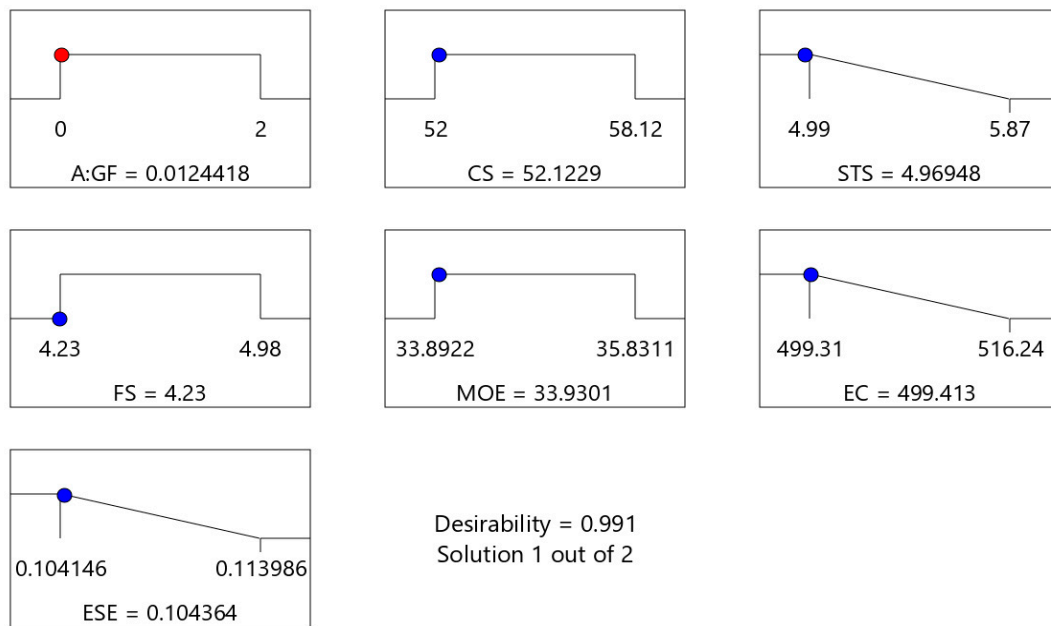 0 2
A:GF = 0.0124418
52 58.12
CS = 52.1229
4.99 5.87
STS = 4.96948
4.23 4.98
FS = 4.23
33.8922 35.8311
MOE = 33.9301
499.31 516.24
EC = 499.413
0.104146 0.113986
ESE = 0.104364
Desirability = 0.991
Solution 1 out of 2